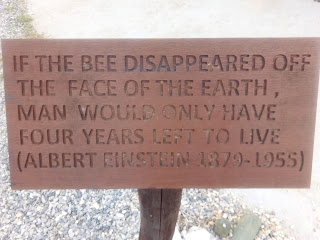 IF THE BEE DISAPPEARED OFF
THE FACE OF THE EARTH,
MAN WOULD ONLY HAVE
FOUR YEARS LEFT TO LIVE
(ALBERT EINSTEIN 1879-1955)